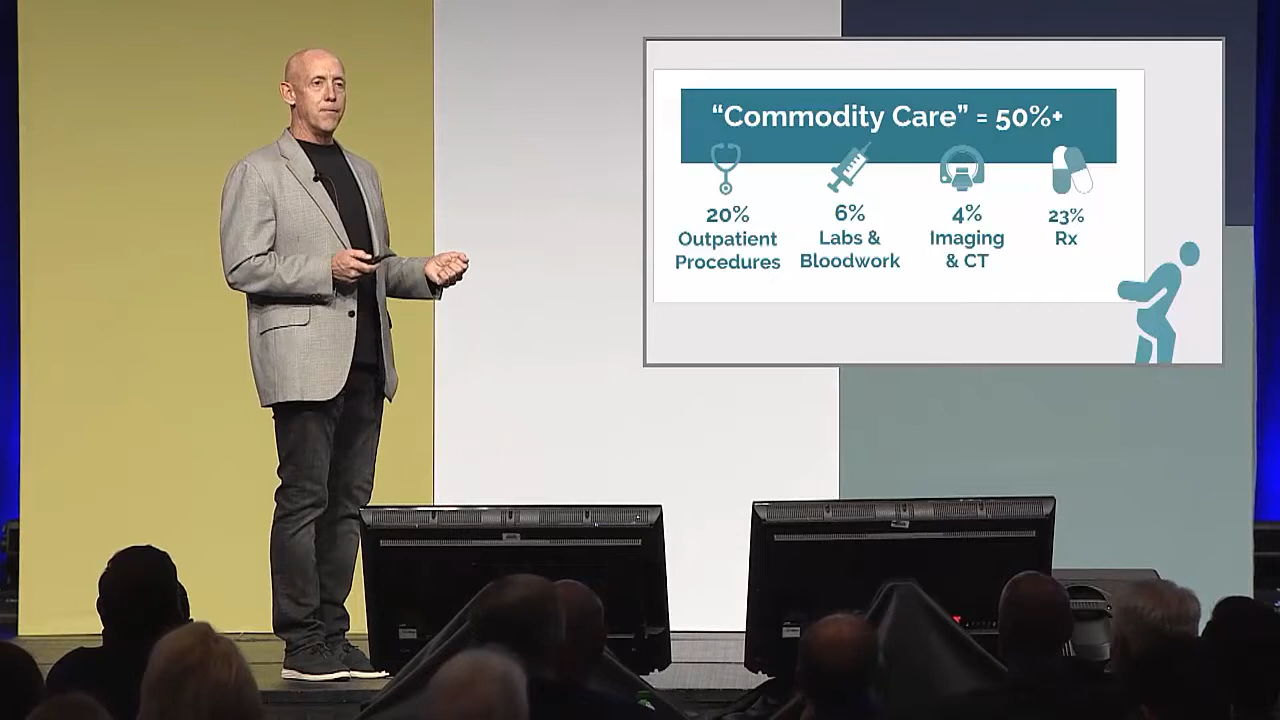 “Commodity Care” = 50%+
20%
Outpatient
Procedures
6%
Labs &
Bloodwork
4%
Imaging
& CT
23%
Rx